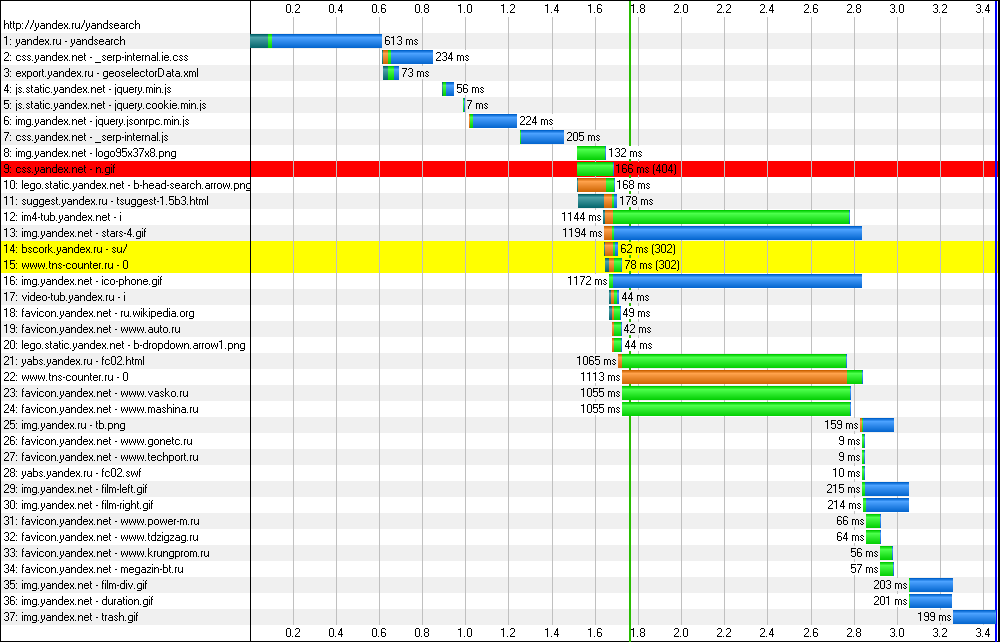 0.2 0.4 0.6 0.8 1.0 1.2 1.4 1.6 1.8 2.0 2.2 2.4 2.6 2.8 3.0 3.2 3.4
http://yandex.ru/yandsearch
1: yandex.ru - yandsearch 613 ms
2: css.yandex.net - _serp-internal.ie.css 234 ms
3: export.yandex.ru - geoselectorData.xml 73 ms
4: js.static.yandex.net - jquery.min.js 56 ms
5: js.static.yandex.net - jquery.cookie.min.js 7 ms
6: img.yandex.net - jquery.jsonrpc.min.js 224 ms
7: css.yandex.net - _serp-internal.js 205 ms
8: img.yandex.net - logo95x37x8.png 132 ms
9: css.yandex.net - n.gif 166 ms (404)
10: lego.static.yandex.net - b-head-search.arrow.png 168 ms
11: suggest.yandex.ru - tsuggest-1.5b3.html 178 ms
12: im4-tub.yandex.net - i 1144 ms
13: img.yandex.net - stars-4.gif 1194 ms
14: bscork.yandex.ru - su/ 62 ms (302)
15: www.tns-counter.ru - 0 78 ms (302)
16: img.yandex.net - ico-phone.gif 1172 ms
17: video-tub.yandex.ru - i 44 ms
18: favicon.yandex.net - ru.wikipedia.org 49 ms
19: favicon.yandex.net - www.auto.ru 42 ms
20: lego.static.yandex.net - b-dropdown.arrow1.png 44 ms
21: yabs.yandex.ru - fc02.html 1065 ms
22: www.tns-counter.ru - 0 1113 ms
23: favicon.yandex.net - www.vasko.ru 1055 ms
24: favicon.yandex.net - www.mashina.ru 1055 ms
25: img.yandex.ru - tb.png 159 ms
26: favicon.yandex.net - www.gonetc.ru 9 ms
27: favicon.yandex.net - www.techport.ru 9 ms
28: yabs.yandex.ru - fc02.swf 10 ms
29: img.yandex.net - film-left.gif 215 ms
30: img.yandex.net - film-right.gif 214 ms
31: favicon.yandex.net - www.power-m.ru 66 ms
32: favicon.yandex.net - www.tdzigzag.ru 64 ms
33: favicon.yandex.net - www.krungprom.ru 56 ms
34: favicon.yandex.net - megazin-bt.ru 57 ms
35: img.yandex.net - film-div.gif 203 ms
36: img.yandex.net - duration.gif 201 ms
37: img.yandex.net - trash.gif 199 ms
0.2 0.4 0.6 0.8 1.0 1.2 1.4 1.6 1.8 2.0 2.2 2.4 2.6 2.8 3.0 3.2 3.4